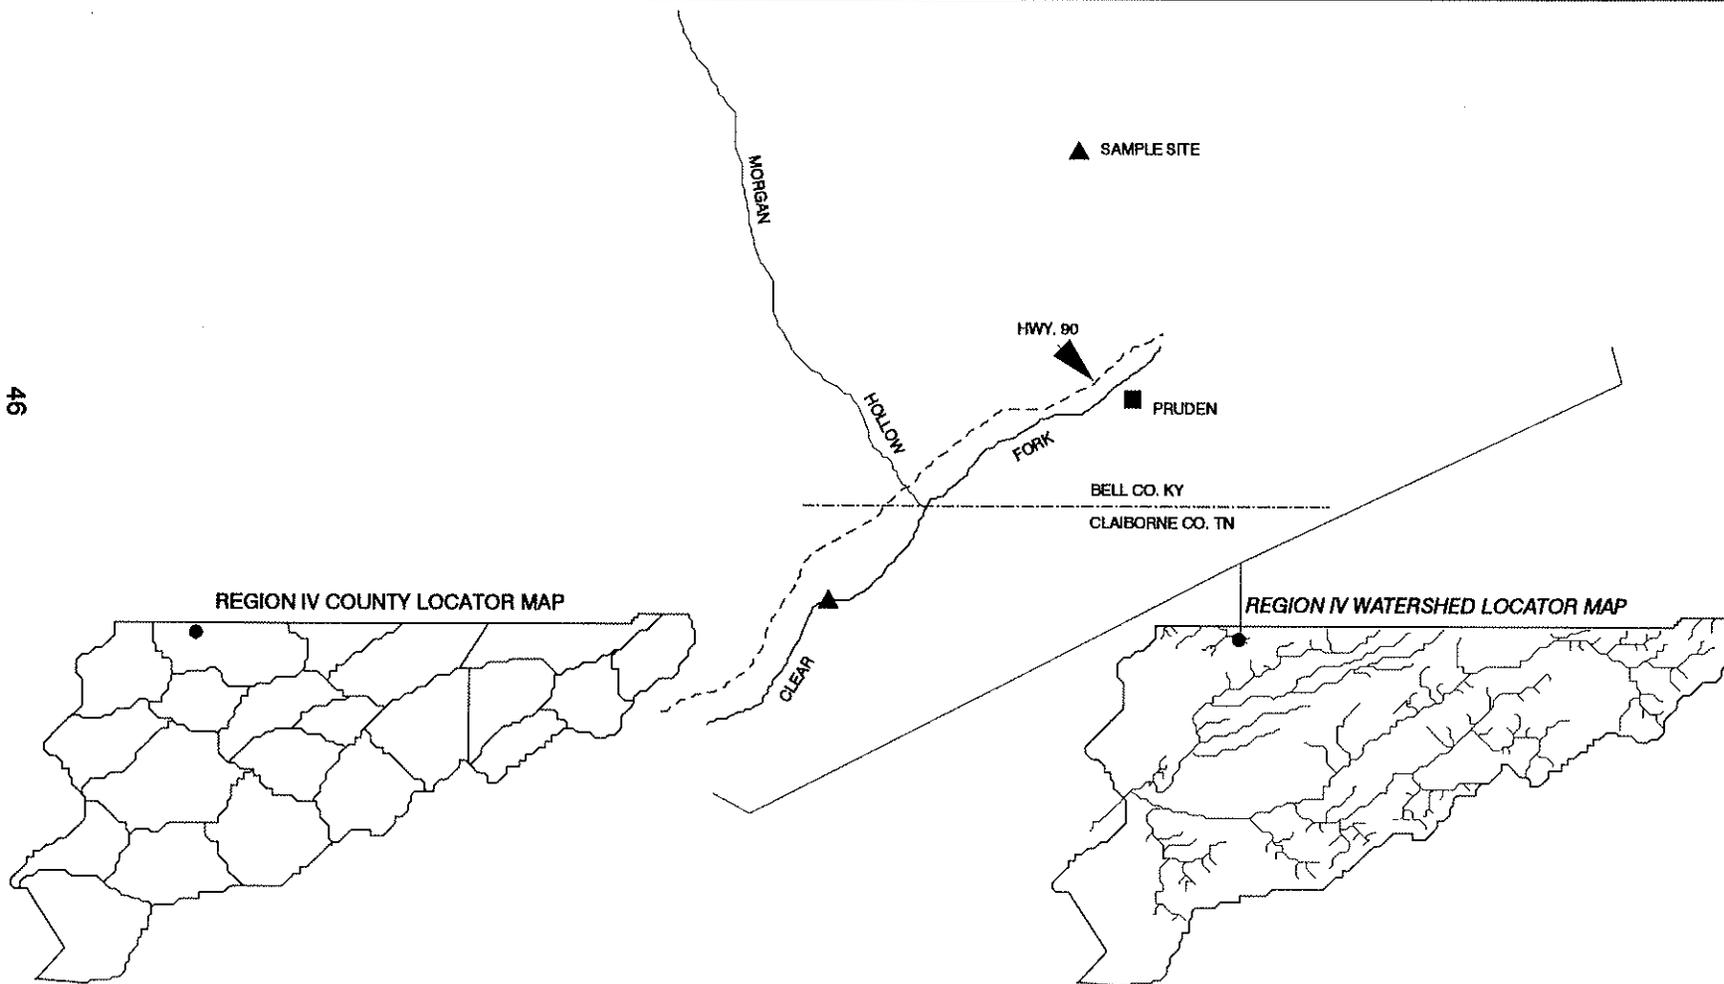 MORGAN
SAMPLE SITE
HWY. 90
46
HOLLOW
PRUDEN
FORK
BELL CO. KY
CLAIBORNE CO. TN
REGION IV COUNTY LOCATOR MAP
REGION IV WATERSHED LOCATOR MAP
CLEAR